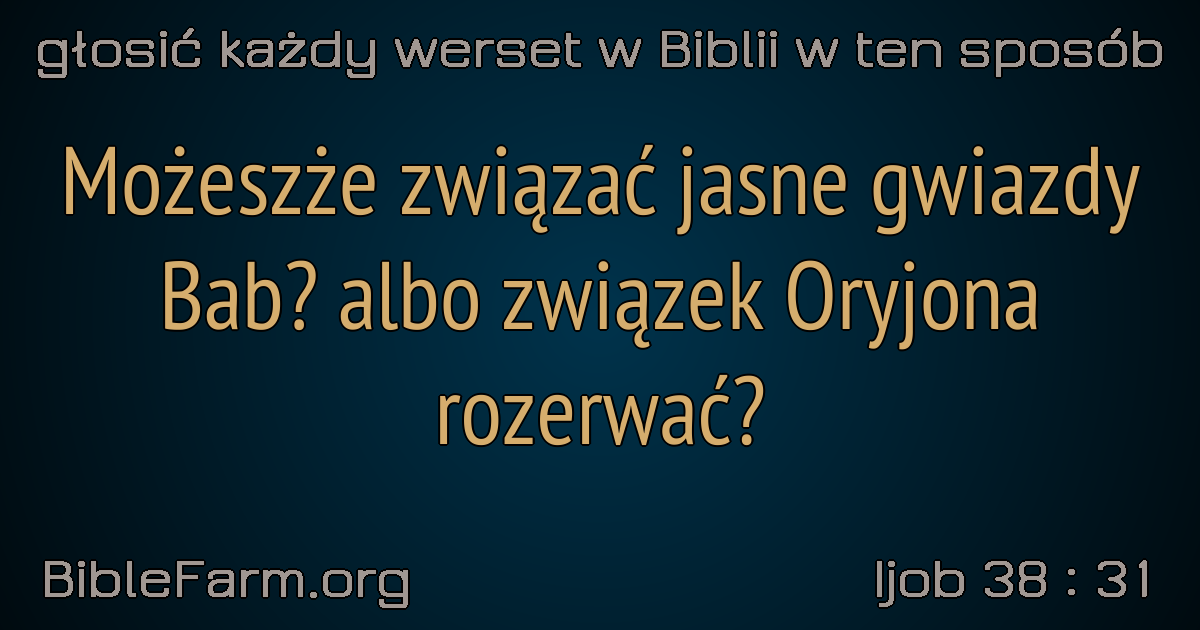 głosić każdy werset w Biblii w ten sposób
Możeszże związać jasne gwiazdy
Bab? albo związek Oryjona
rozerwać?
BibleFarm.org
Ijob 38 : 31